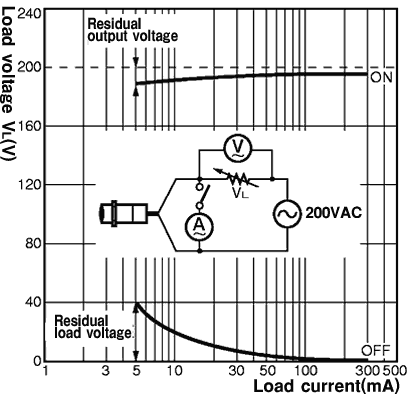 Load voltage VL(V)
240
Residual
output voltage
200
ON
160
V
VL
120
A
200VAC
80
40
Residual
load voltage
OFF
0
1 3 5 10 30 50 100 300 500
Load current(mA)